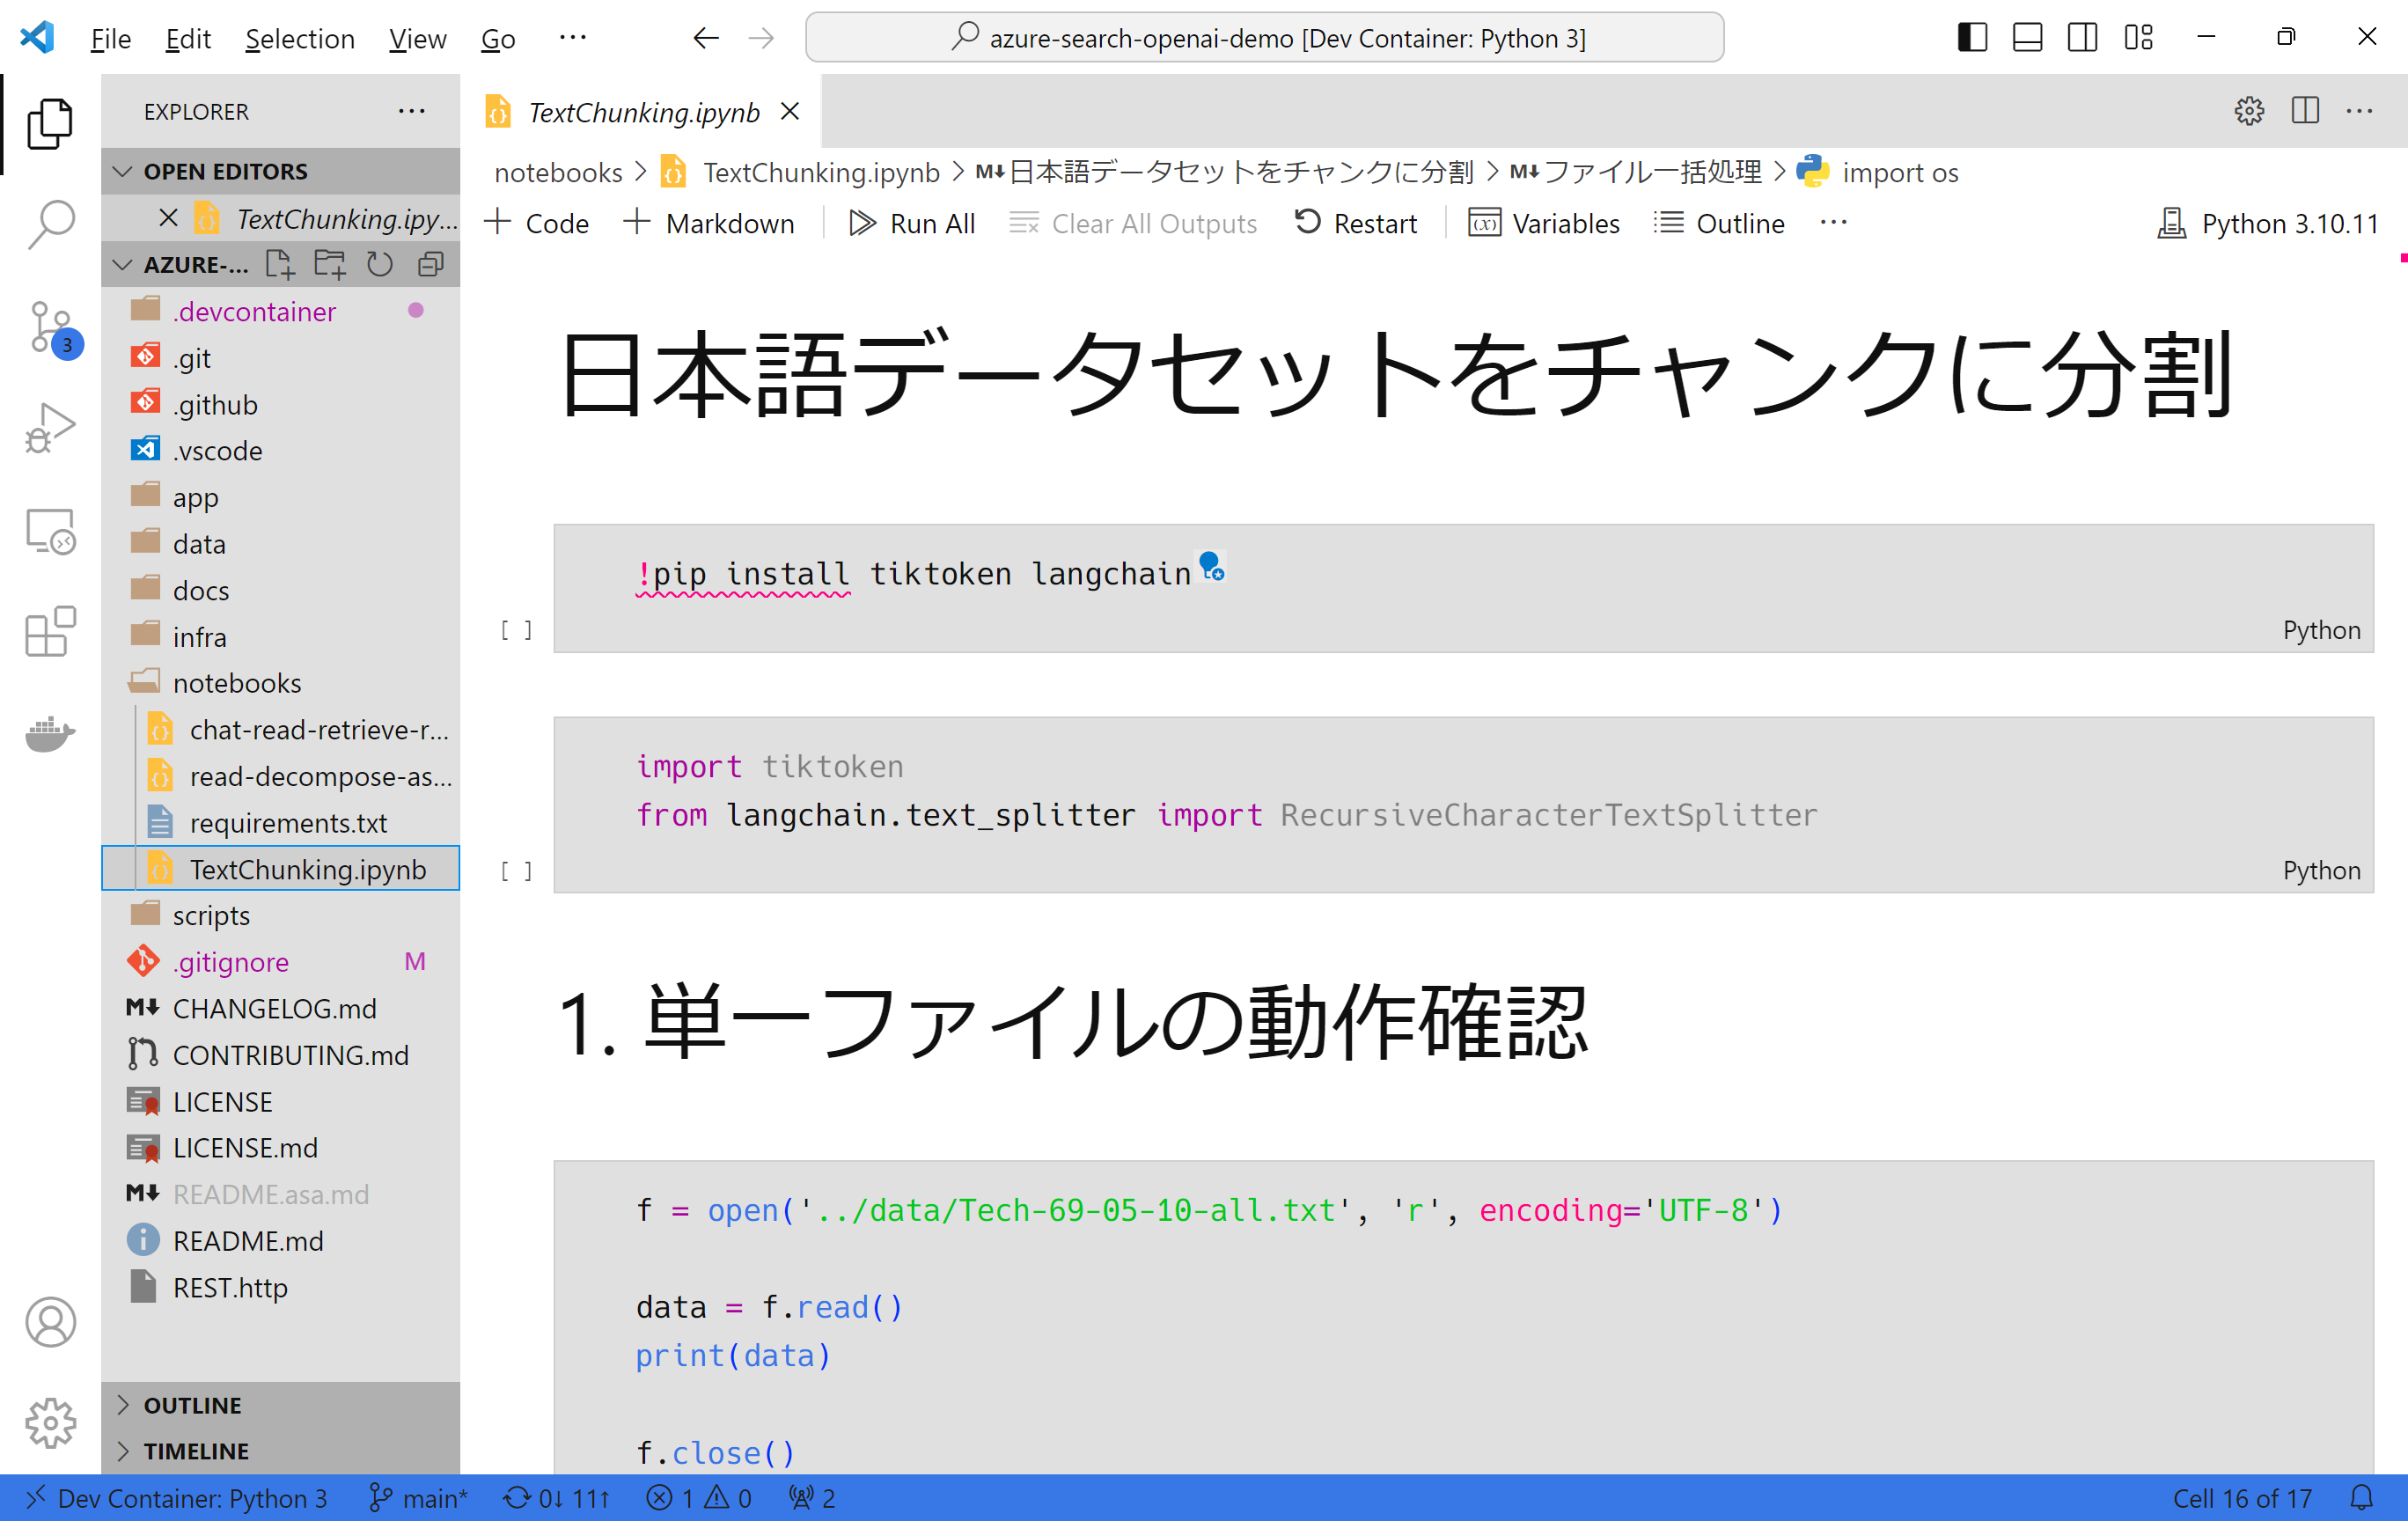 File Edit Selection View Go ··· azure-search-openai-demo [Dev Container: Python 3]
EXPLORER ···
OPEN EDITORS
TextChunking.ipy...
AZURE-...
.devcontainer
.git
.github
.vscode
app
data
docs
infra
notebooks
chat-read-retrieve-r...
read-decompose-as...
requirements.txt
TextChunking.ipynb
scripts
.gitignore M
CHANGELOG.md
CONTRIBUTING.md
LICENSE
LICENSE.md
README.asa.md
README.md
REST.http
OUTLINE
TIMELINE
3
TextChunking.ipynb
notebooks > TextChunking.ipynb > M↓日本語データセットをチャンクに分割 > M↓ファイル一括処理 > import os
+ Code + Markdown Run All Clear All Outputs Restart Variables Outline ··· Python 3.10.11
日本語データセットをチャンクに分割
!pip install tiktoken langchain
[ ] Python
import tiktoken
from langchain.text_splitter import RecursiveCharacterTextSplitter
[ ] Python
1. 単一ファイルの動作確認
f = open('../data/Tech-69-05-10-all.txt', 'r', encoding='UTF-8')
data = f.read()
print(data)
f.close()
Dev Container: Python 3 main* 0↓ 11↑ 1 0 2 Cell 16 of 17